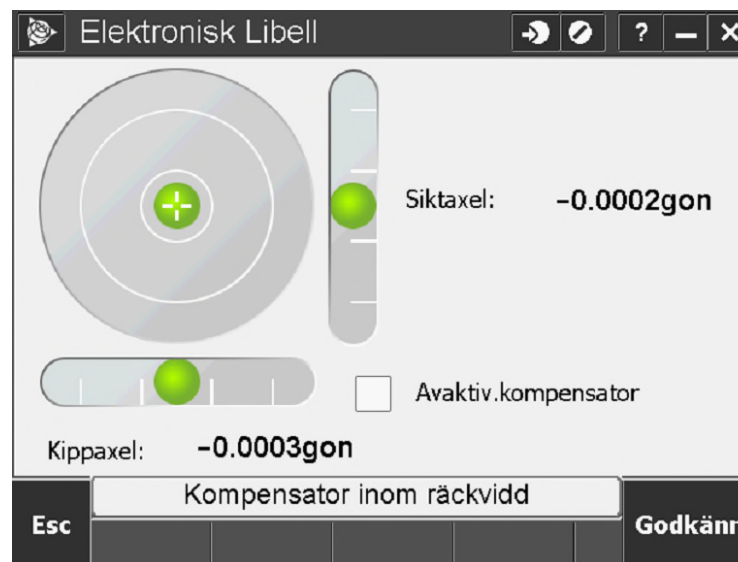 Elektronisk Libell ?
Siktaxel: -0.0002gon
Avaktiv.kompensator
Kippaxel: -0.0003gon
Kompensator inom räckvidd
Esc
Godkänn